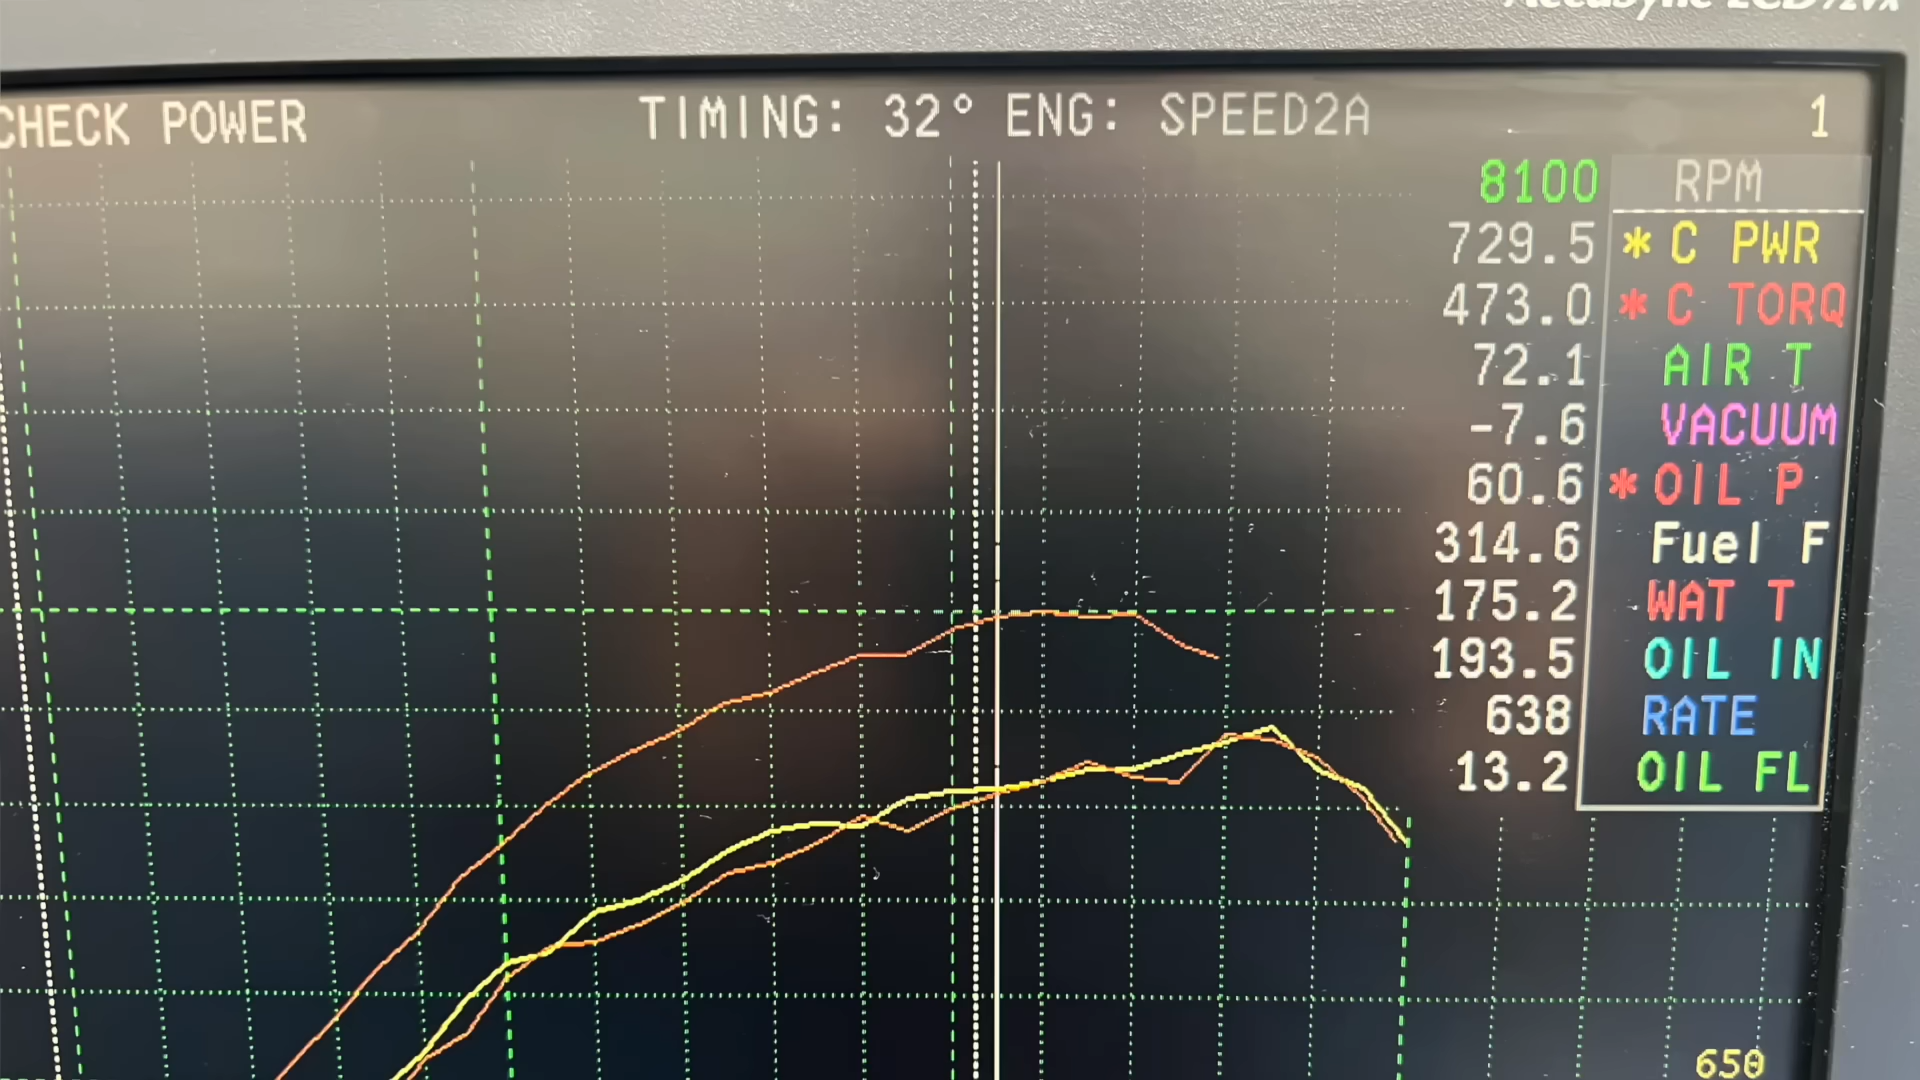 AccuSync LCD72VX
CHECK POWER TIMING: 32° ENG: SPEED2A 1
8100 RPM
729.5 * C PWR
473.0 * C TORQ
72.1 AIR T
-7.6 VACUUM
60.6 * OIL P
314.6 Fuel F
175.2 WAT T
193.5 OIL IN
638 RATE
13.2 OIL FL
650